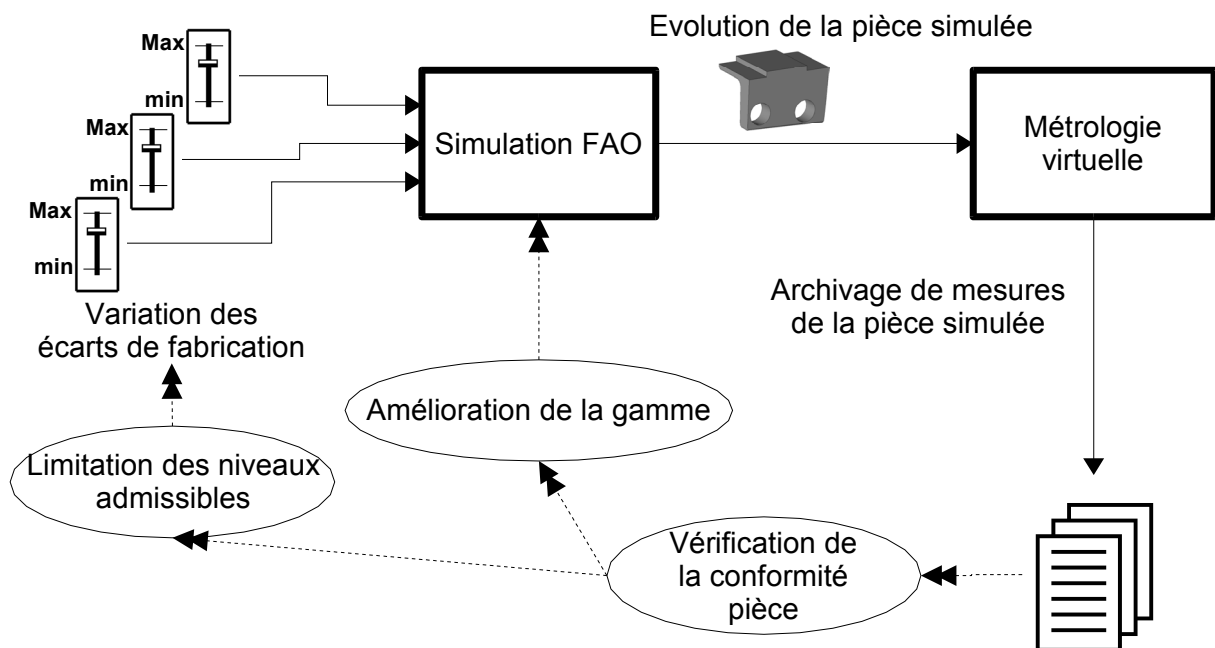 Evolution de la pièce simulée
Max
min
Max
min
Max
min
Simulation FAO
Métrologie
virtuelle
Variation des
écarts de fabrication
Archivage de mesures
de la pièce simulée
Amélioration de la gamme
Limitation des niveaux
admissibles
Vérification de
la conformité
pièce